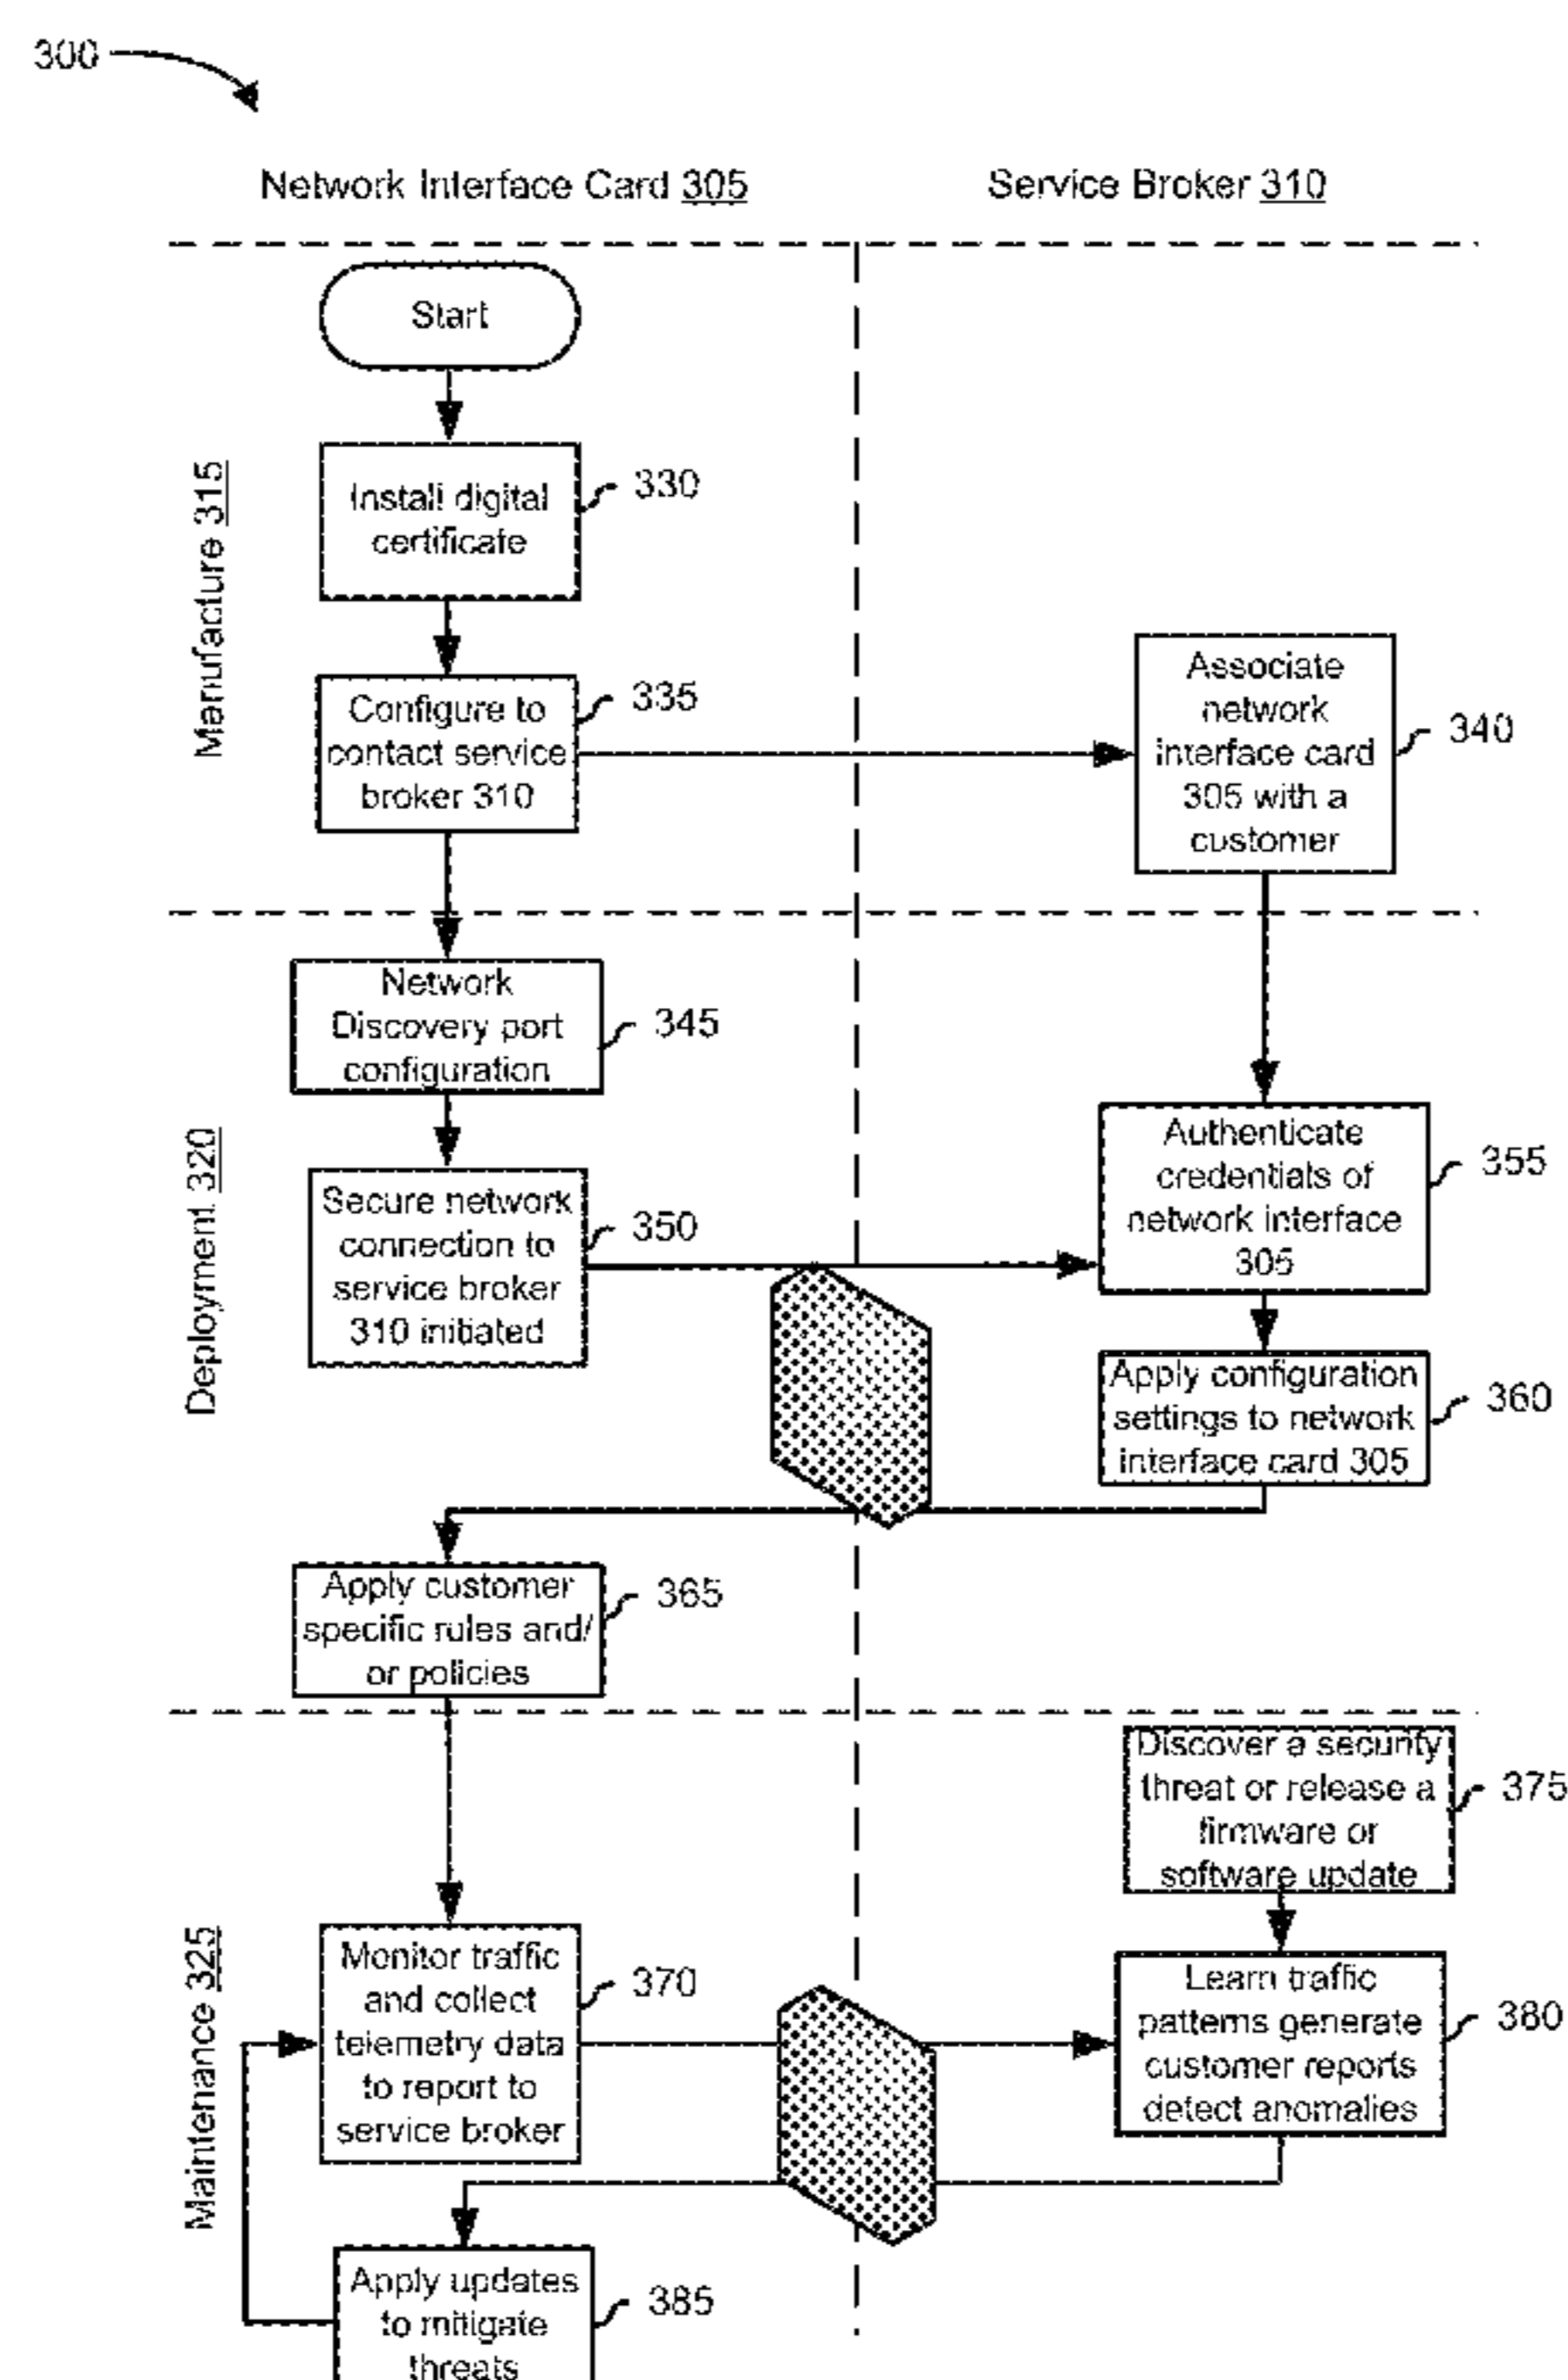 300
Network Interface Card 305
Service Broker 310
Manufacture 315
Start
Install digital
certificate
330
Configure to
contact service
broker 310
335
Associate
network
interface card
305 with a
customer
340
Deployment 320
Network
Discovery port
configuration
345
Secure network
connection to
service broker
310 initiated
350
Authenticate
credentials of
network interface
305
355
Apply configuration
settings to network
interface card 305
360
Apply customer
specific rules and/
or policies
365
Maintenance 325
Discover a security
threat or release a
firmware or
software update
375
Monitor traffic
and collect
telemetry data
to report to
service broker
370
Learn traffic
patterns generate
customer reports
detect anomalies
380
Apply updates
to mitigate
threats
385